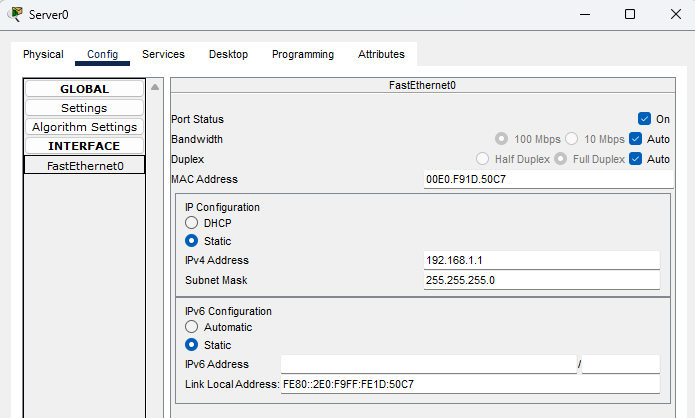 Server0
Physical Config Services Desktop Programming Attributes
GLOBAL
Settings
Algorithm Settings
INTERFACE
FastEthernet0
FastEthernet0
Port Status On
Bandwidth 100 Mbps 10 Mbps Auto
Duplex Half Duplex Full Duplex Auto
MAC Address 00E0.F91D.50C7
IP Configuration
DHCP
Static
IPv4 Address 192.168.1.1
Subnet Mask 255.255.255.0
IPv6 Configuration
Automatic
Static
IPv6 Address /
Link Local Address: FE80::2E0:F9FF:FE1D:50C7